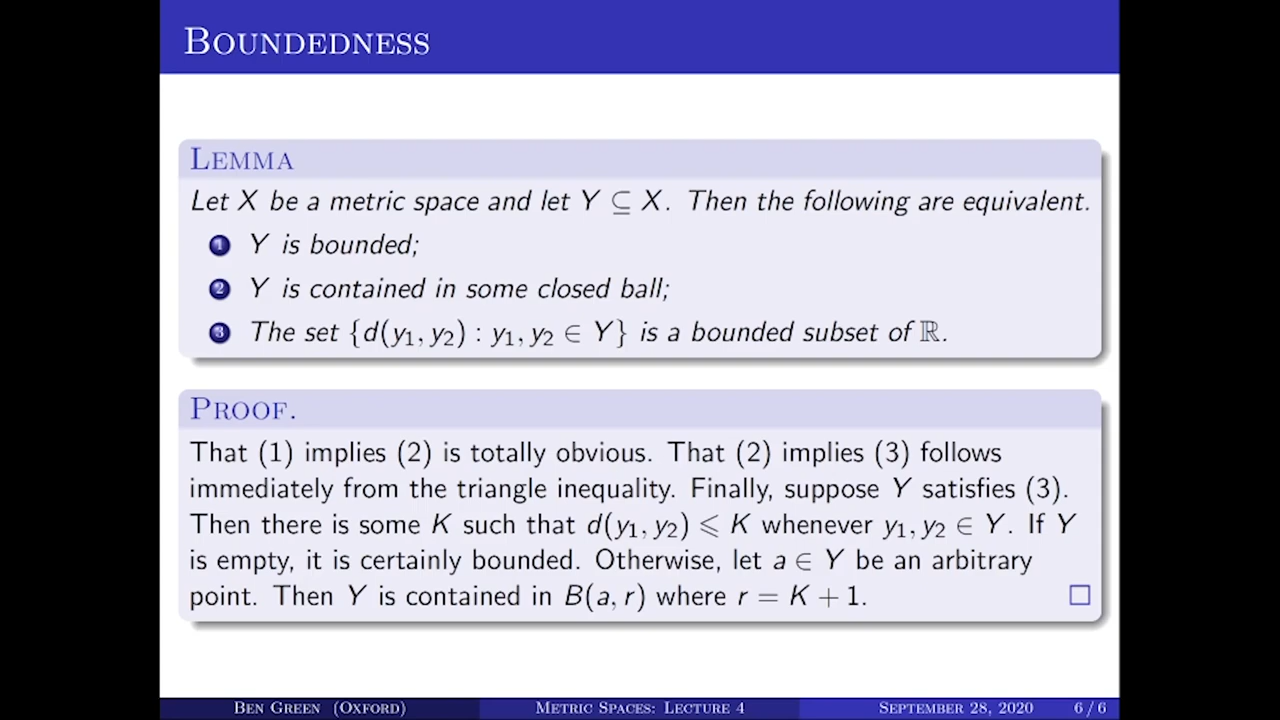 BOUNDEDNESS
LEMMA
Let X be a metric space and let Y ⊆ X. Then the following are equivalent.
1 Y is bounded;
2 Y is contained in some closed ball;
3 The set {d(y₁, y₂) : y₁, y₂ ∈ Y} is a bounded subset of ℝ.
PROOF.
That (1) implies (2) is totally obvious. That (2) implies (3) follows
immediately from the triangle inequality. Finally, suppose Y satisfies (3).
Then there is some K such that d(y₁, y₂) ⩽ K whenever y₁, y₂ ∈ Y. If Y
is empty, it is certainly bounded. Otherwise, let a ∈ Y be an arbitrary
point. Then Y is contained in B(a, r) where r = K + 1. □
BEN GREEN (OXFORD) METRIC SPACES: LECTURE 4 SEPTEMBER 28, 2020 6 / 6